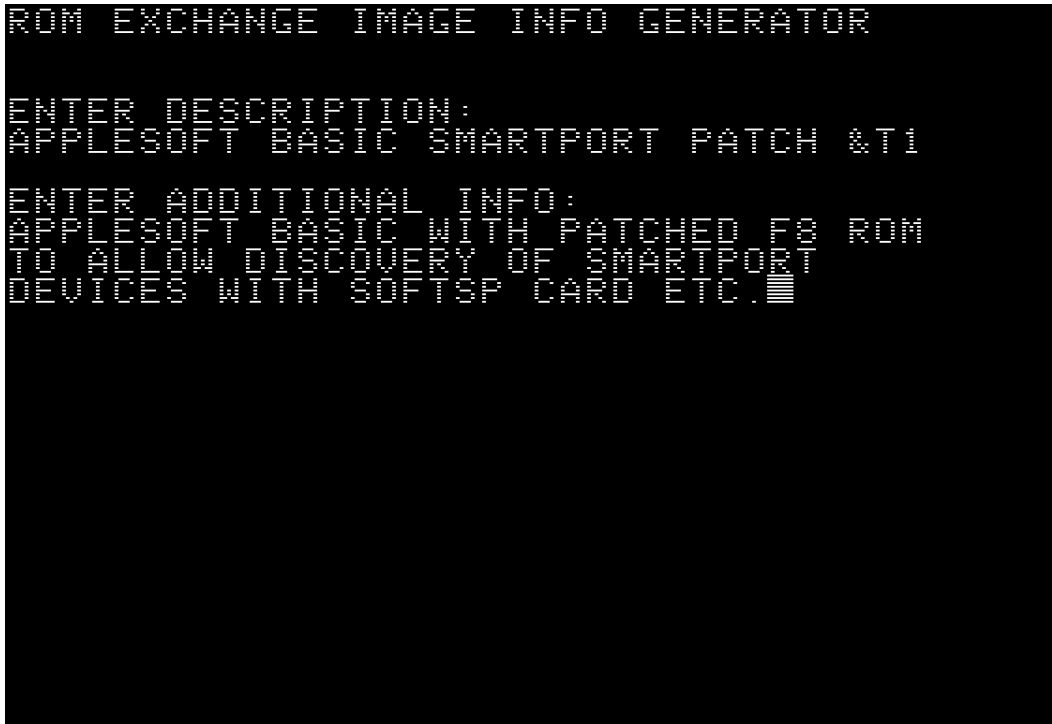 ROM EXCHANGE IMAGE INFO GENERATOR
ENTER DESCRIPTION:
APPLESOFT BASIC SMARTPORT PATCH &T1
ENTER ADDITIONAL INFO:
APPLESOFT BASIC WITH PATCHED F8 ROM
TO ALLOW DISCOVERY OF SMARTPORT
DEVICES WITH SOFTSP CARD ETC.